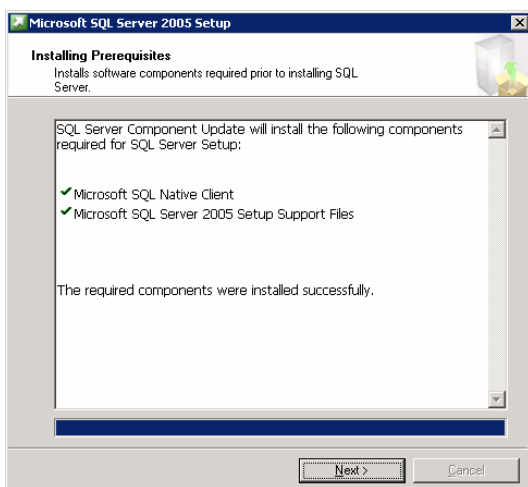 Microsoft SQL Server 2005 Setup
Installing Prerequisites
Installs software components required prior to installing SQL
Server.
SQL Server Component Update will install the following components
required for SQL Server Setup:
Microsoft SQL Native Client
Microsoft SQL Server 2005 Setup Support Files
The required components were installed successfully.
Next >
Cancel